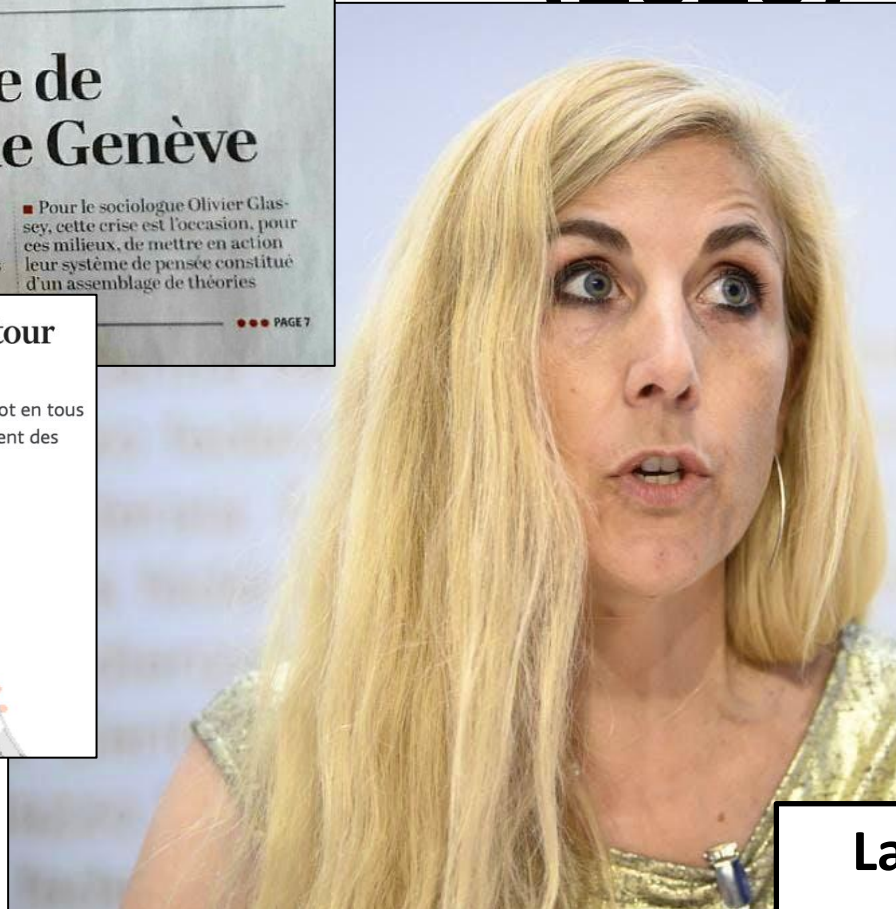 e de
e Genève
■ Pour le sociologue Olivier Glas-
sey, cette crise est l'occasion, pour
ces milieux, de mettre en action
leur système de pensée constitué
d'un assemblage de théories
●●● PAGE 7
tour
ot en tous
ent des
La